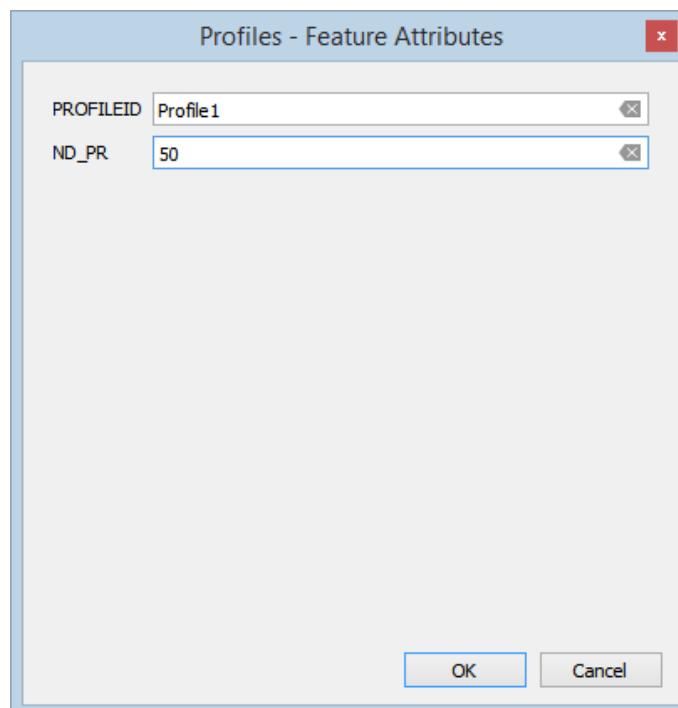 Profiles - Feature Attributes
x
PROFILEID Profile1
ND_PR 50
OK Cancel